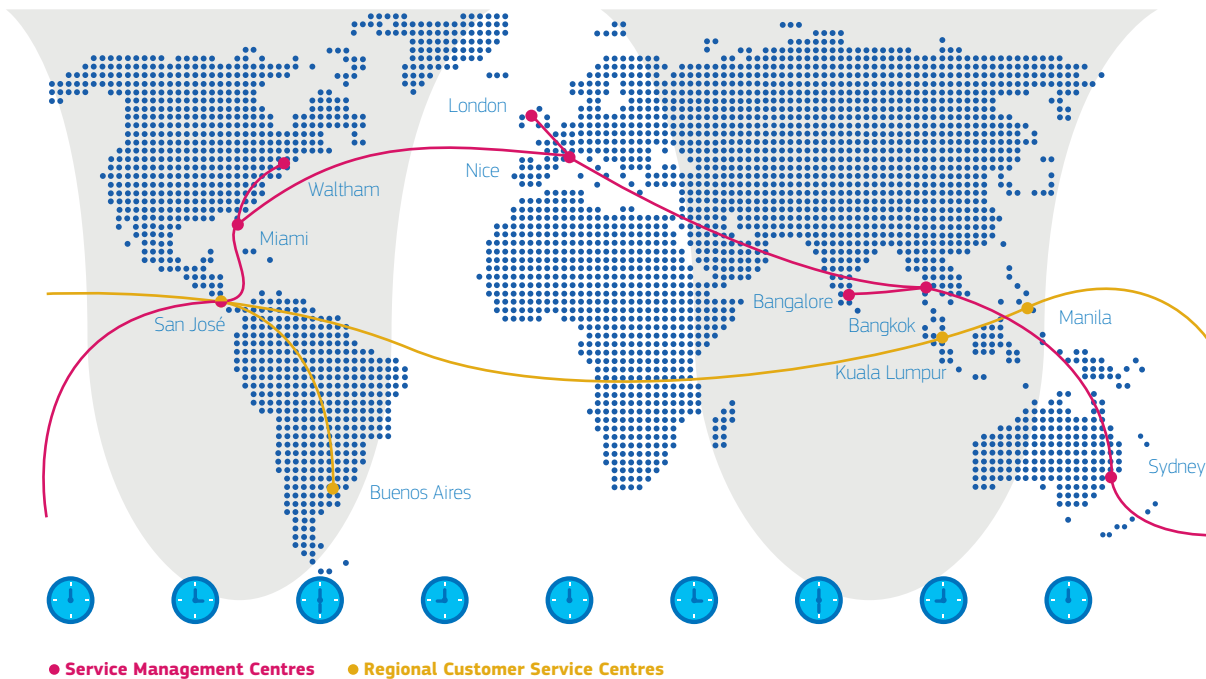 London
Nice
Waltham
Miami
Bangalore
San José
Bangkok
Manila
Kuala Lumpur
Sydney
Buenos Aires
Service Management Centres
Regional Customer Service Centres